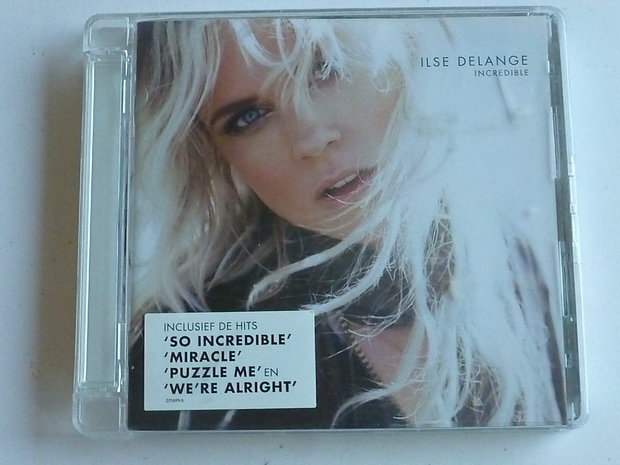 ILSE DELANGE
INCREDIBLE
INCLUSIEF DE HITS
'SO INCREDIBLE'
'MIRACLE'
'PUZZLE ME' EN
'WE'RE ALRIGHT'